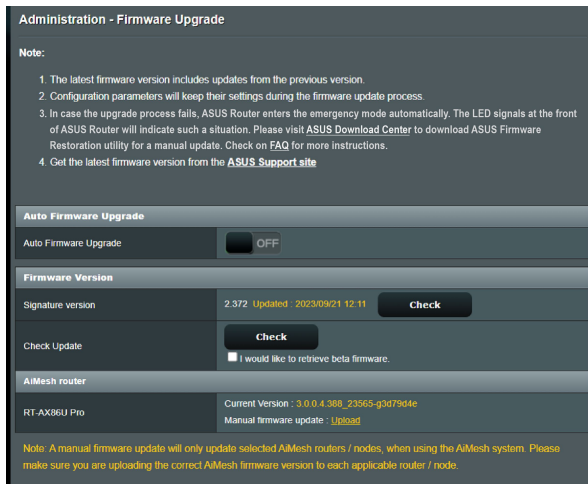 Administration - Firmware Upgrade
Note:
1. The latest firmware version includes updates from the previous version.
2. Configuration parameters will keep their settings during the firmware update process.
3. In case the upgrade process fails, ASUS Router enters the emergency mode automatically. The LED signals at the front
of ASUS Router will indicate such a situation. Please visit ASUS Download Center to download ASUS Firmware
Restoration utility for a manual update. Check on FAQ for more instructions.
4. Get the latest firmware version from the ASUS Support site
Auto Firmware Upgrade
Auto Firmware Upgrade OFF
Firmware Version
Signature version 2.372 Updated : 2023/09/21 12:11 Check
Check Update Check
I would like to retrieve beta firmware.
AiMesh router
RT-AX86U Pro Current Version : 3.0.0.4.388_23565-g3d79d4e
Manual firmware update : Upload
Note: A manual firmware update will only update selected AiMesh routers / nodes, when using the AiMesh system. Please
make sure you are uploading the correct AiMesh firmware version to each applicable router / node.